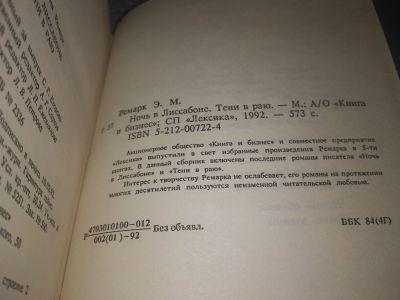 Ремарк Э. М.
Р 37
Ночь в Лиссабоне. Тени в раю. — М.: А/О «Книга
и бизнес»; СП «Лексика», 1992. — 573 с.
ISBN 5-212-00722-4
Акционерное общество «Книга и бизнес» и совместное предприятие
«Лексика» выпустили в свет избранные произведения Ремарка в 5-ти
книгах. В данный сборник включены последние романы писателя «Ночь
в Лиссабоне» и «Тени в раю».
Интерес к творчеству Ремарка не ослабевает, его романы на протяжении
многих десятилетий пользуются неизменной читательской любовью.
Р 4703010100-012
002(01)-92
Без объявл.
ББК 84(4Г)